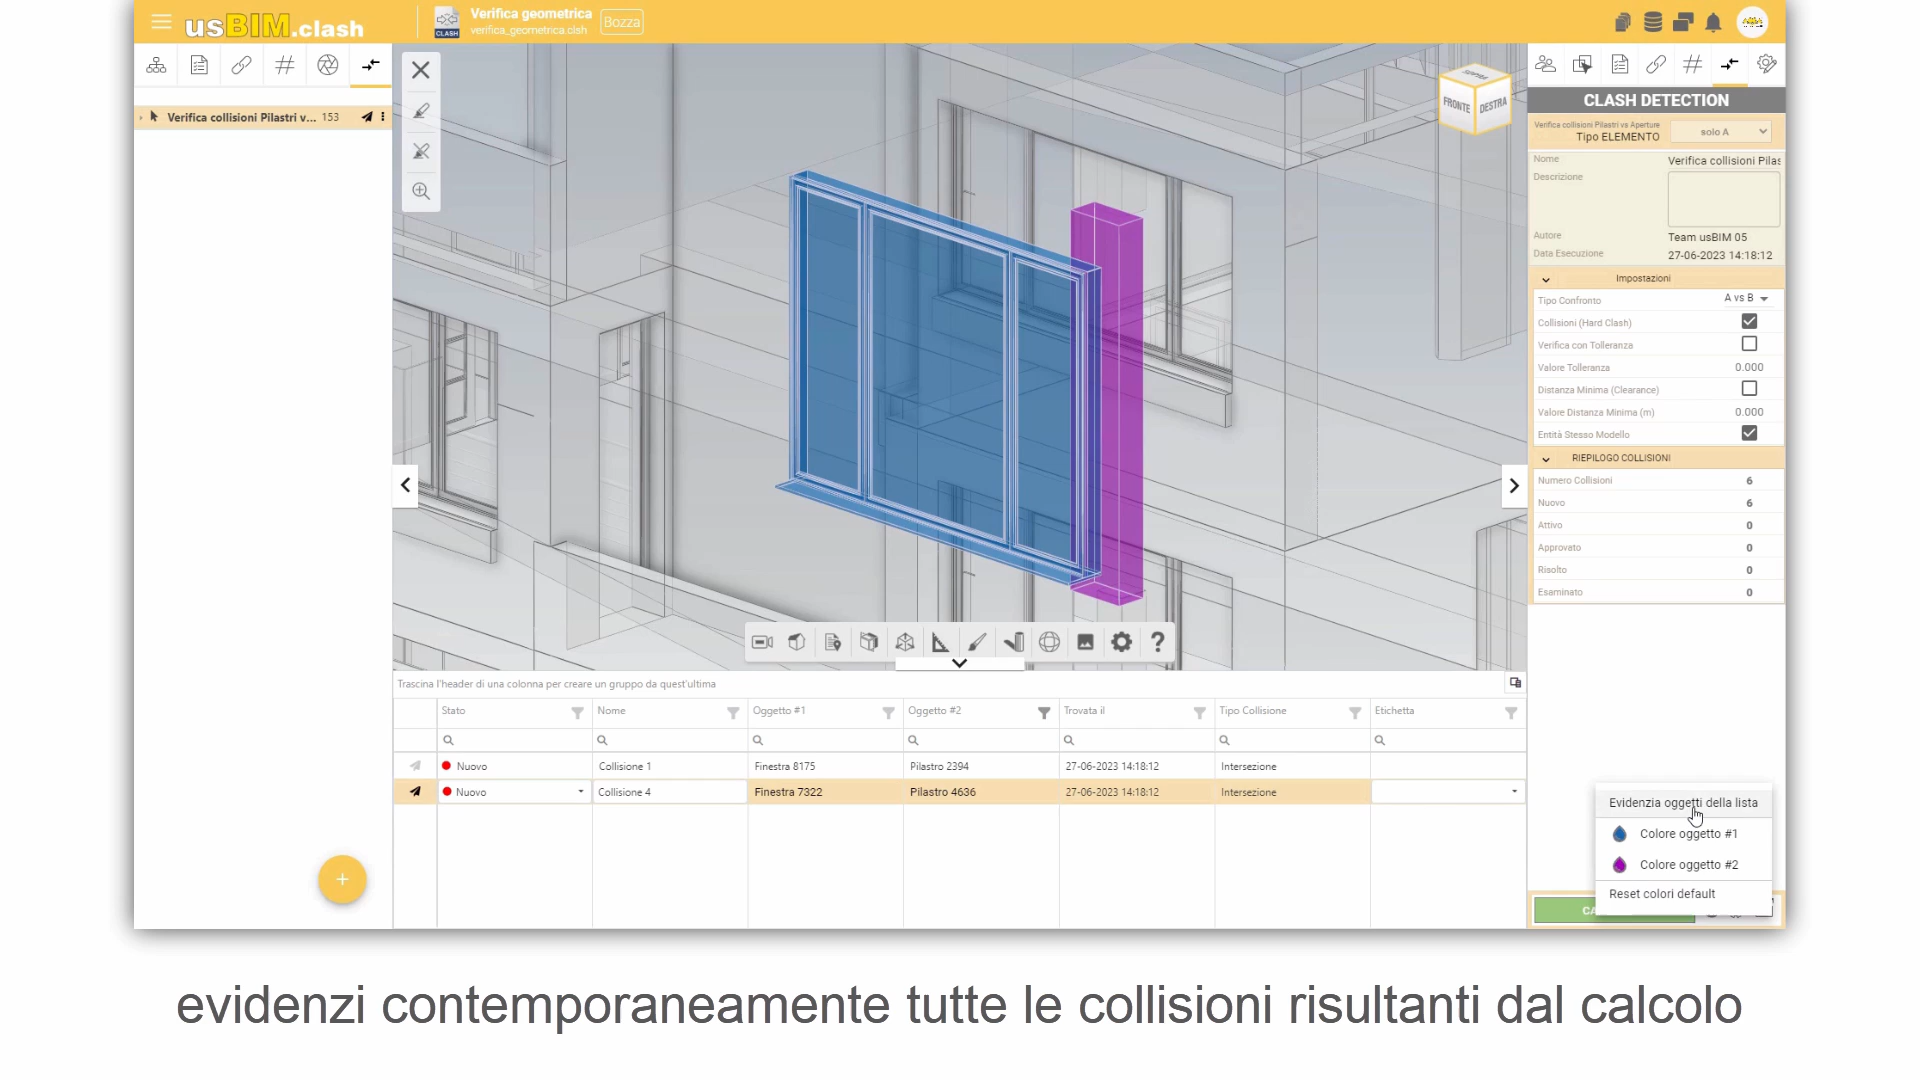 usBIM.clash
CLASH
Verifica geometrica
verifica_geometrica.clsh
Bozza
Verifica collisioni Pilastri v... 153
SOPRA
FRONTE
DESTRA
CLASH DETECTION
Verifica collisioni Pilastri vs Aperture
Tipo ELEMENTO
solo A
Nome
Verifica collisioni Pilas
Descrizione
Autore
Team usBIM 05
Data Esecuzione
27-06-2023 14:18:12
Impostazioni
Tipo Confronto
A vs B
Collisioni (Hard Clash)
Verifica con Tolleranza
Valore Tolleranza
0.000
Distanza Minima (Clearance)
Valore Distanza Minima (m)
0.000
Entità Stesso Modello
RIEPILOGO COLLISIONI
Numero Collisioni
6
Nuovo
6
Attivo
0
Approvato
0
Risolto
0
Esaminato
0
Trascina l'header di una colonna per creare un gruppo da quest'ultima
Stato
Nome
Oggetto #1
Oggetto #2
Trovata il
Tipo Collisione
Etichetta
Nuovo
Collisione 1
Finestra 8175
Pilastro 2394
27-06-2023 14:18:12
Intersezione
Nuovo
Collisione 4
Finestra 7322
Pilastro 4636
27-06-2023 14:18:12
Intersezione
Evidenzia oggetti della lista
Colore oggetto #1
Colore oggetto #2
Reset colori default
+
evidenzi contemporaneamente tutte le collisioni risultanti dal calcolo